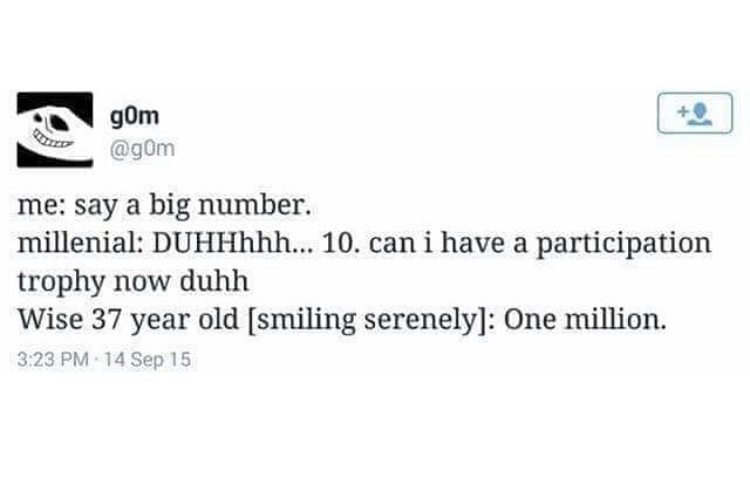 g0m
@g0m
me: say a big number.
millenial: DUHHhhh... 10. can i have a participation
trophy now duhh
Wise 37 year old [smiling serenely]: One million.
3:23 PM · 14 Sep 15